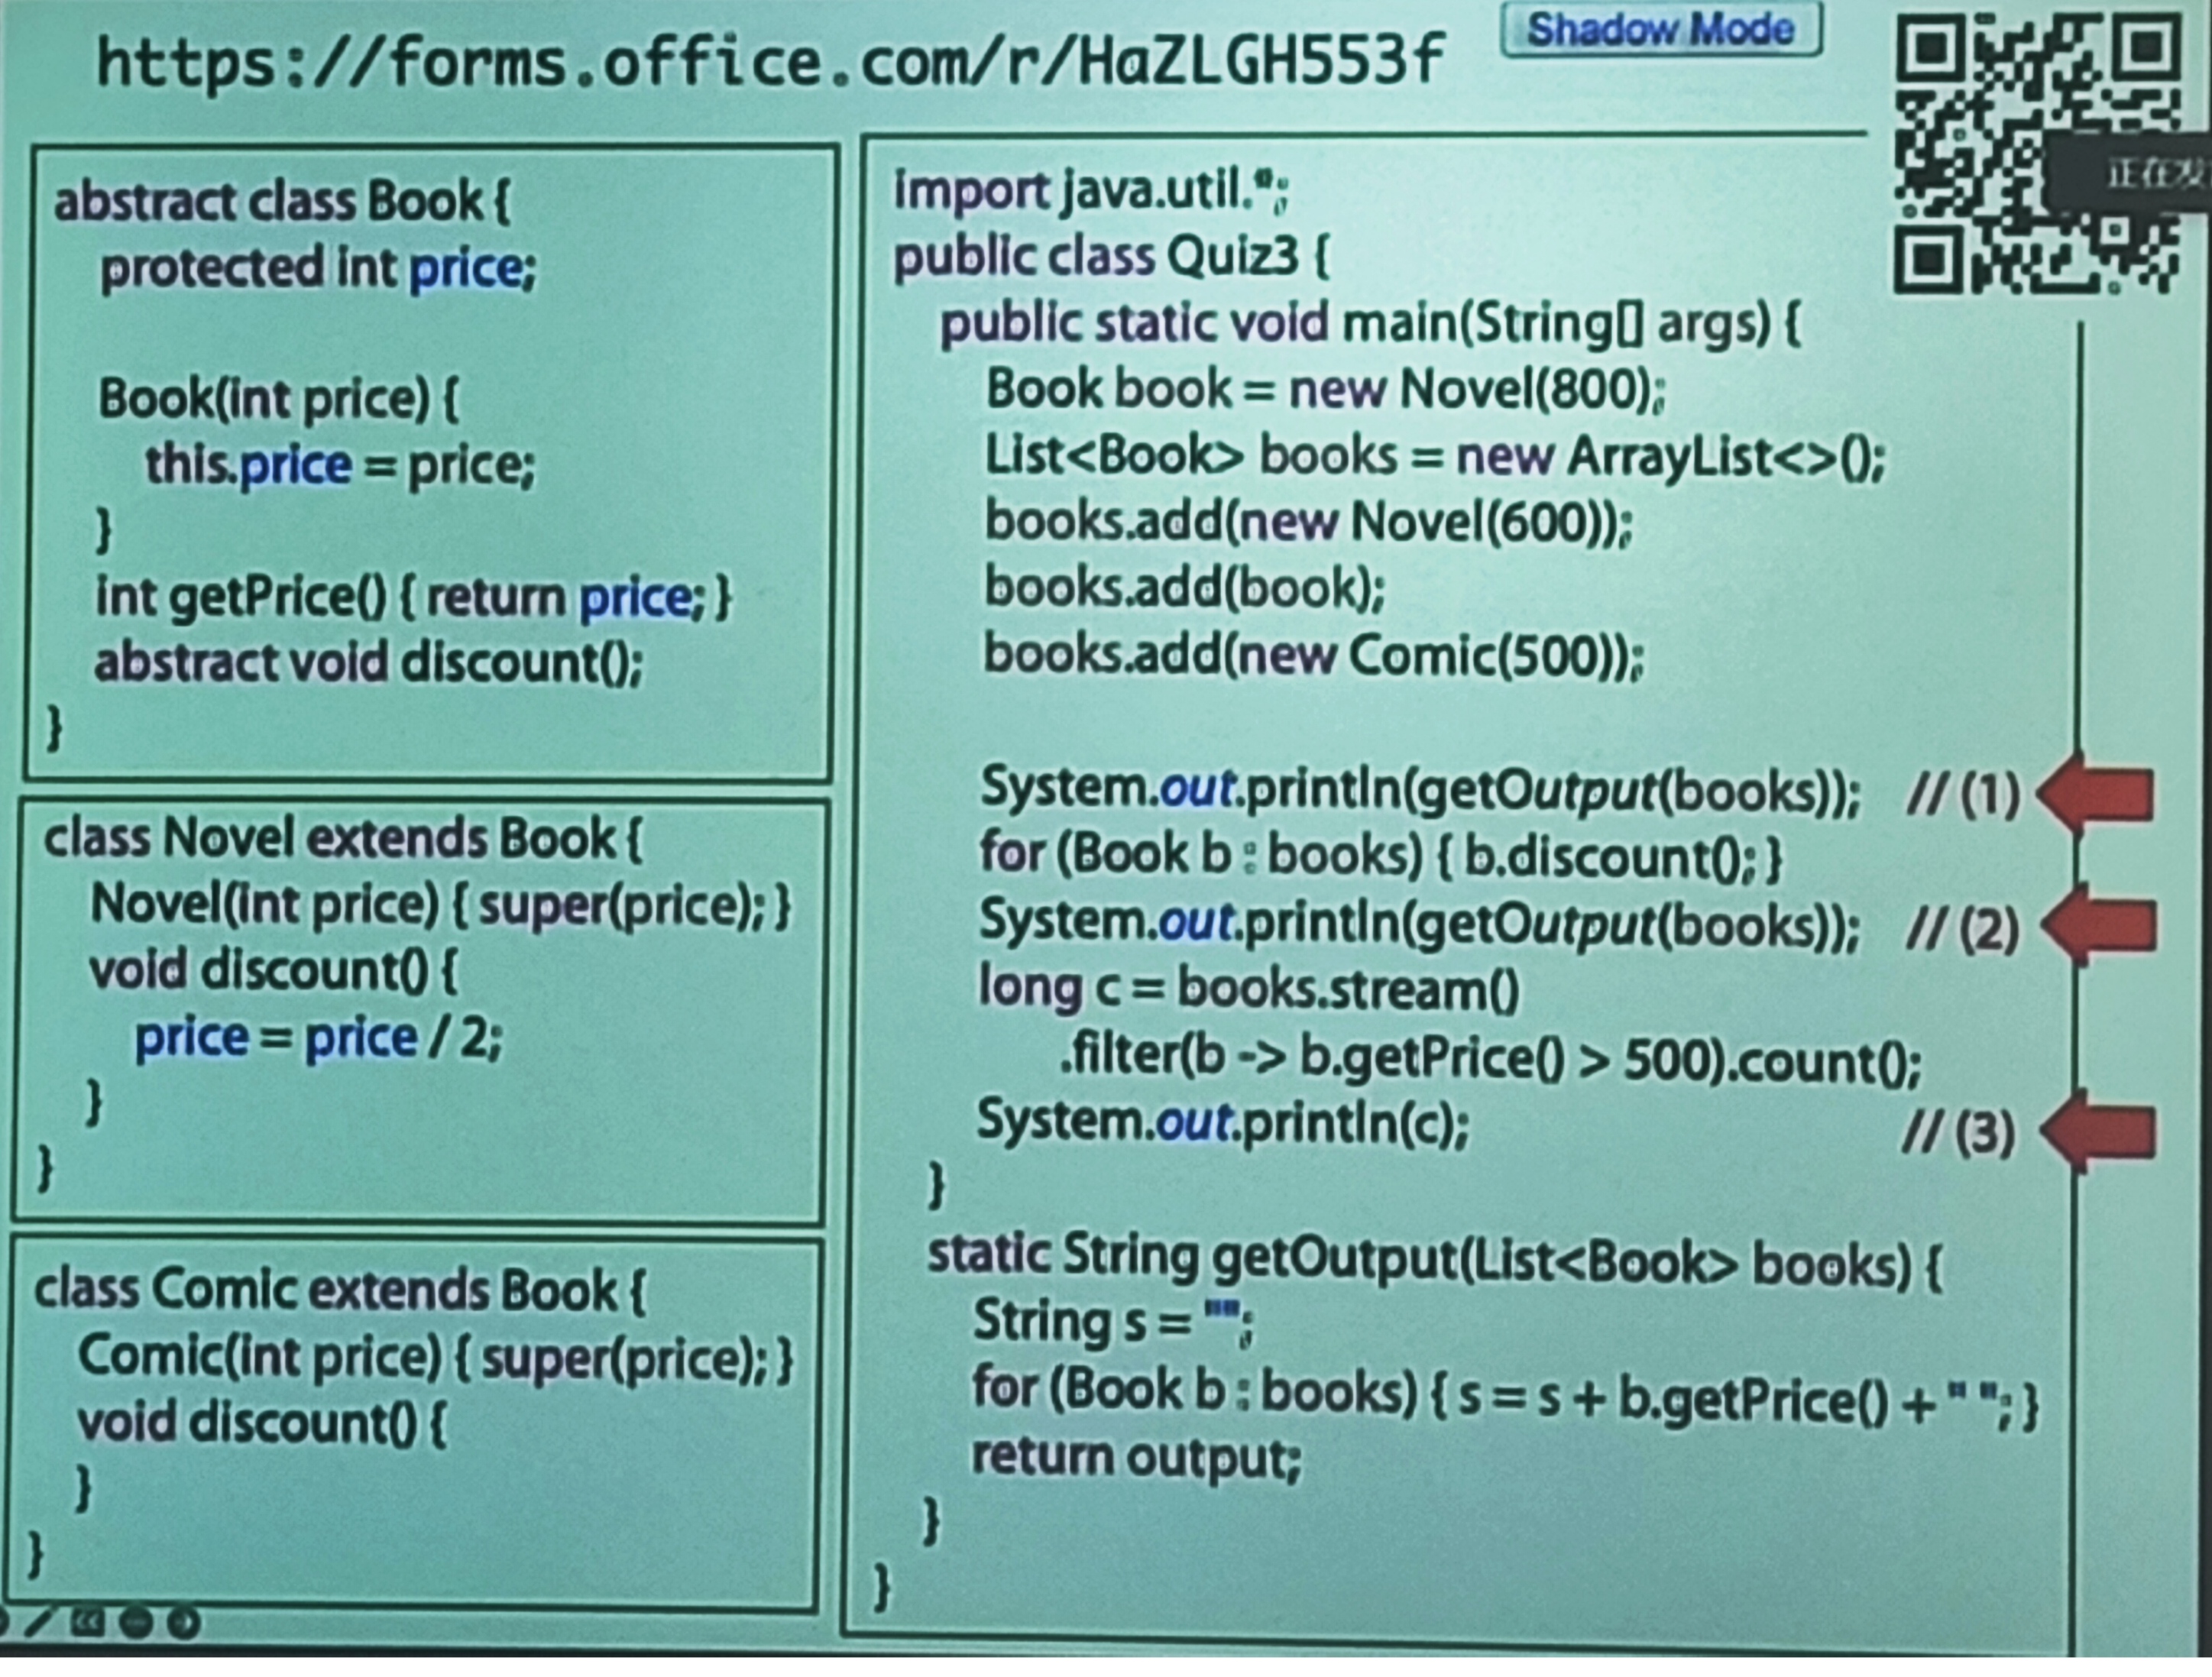 https://forms.office.com/r/HaZLGH553f
Shadow Mode
正在发
abstract class Book {
protected int price;
Book(int price) {
this.price = price;
}
int getPrice() { return price; }
abstract void discount();
}
class Novel extends Book {
Novel(int price) { super(price); }
void discount() {
price = price / 2;
}
}
class Comic extends Book {
Comic(int price) { super(price); }
void discount() {
}
}
import java.util.*;
public class Quiz3 {
public static void main(String[] args) {
Book book = new Novel(800);
List<Book> books = new ArrayList<>();
books.add(new Novel(600));
books.add(book);
books.add(new Comic(500));
System.out.println(getOutput(books)); // (1)
for (Book b : books) { b.discount(); }
System.out.println(getOutput(books)); // (2)
long c = books.stream()
.filter(b -> b.getPrice() > 500).count();
System.out.println(c); // (3)
}
static String getOutput(List<Book> books) {
String s = "";
for (Book b : books) { s = s + b.getPrice() + " "; }
return output;
}
}